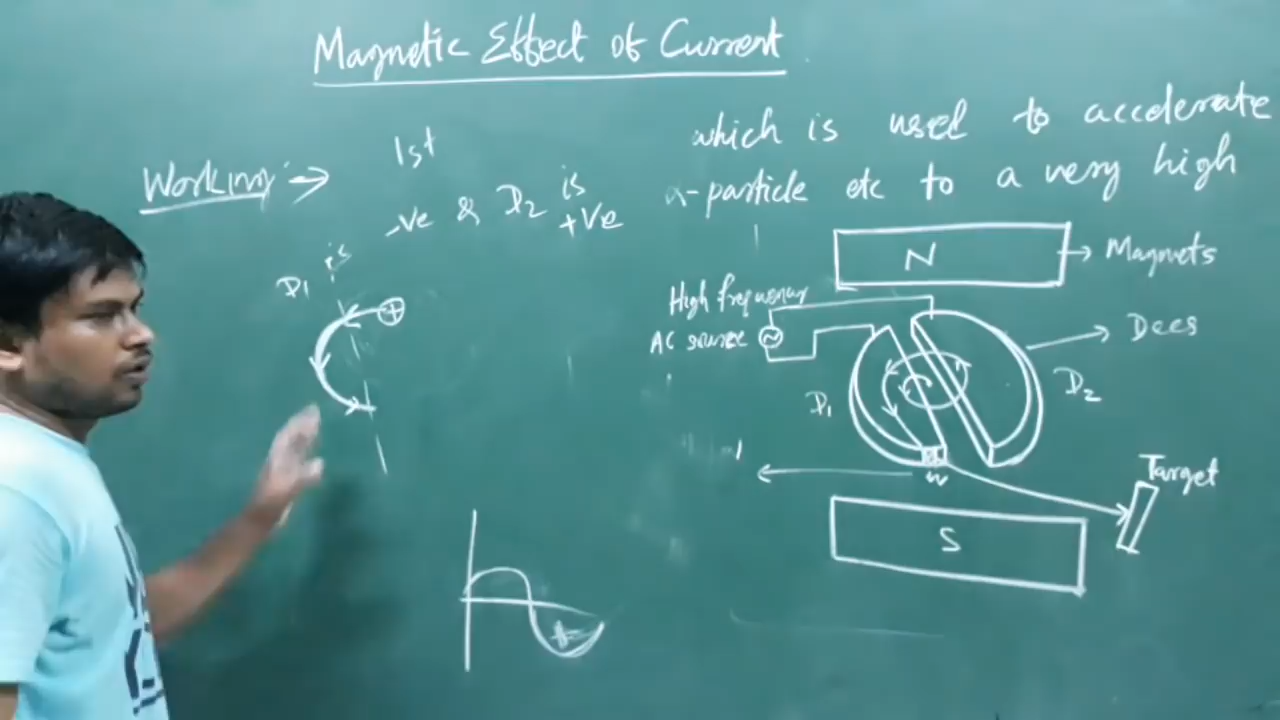 Magnetic Effect of Current
Working :→
1st
D1 is -ve & D2 is +ve
which is used to accelerate
α-particle etc to a very high
N
Magnets
High frequency
AC source
Dees
D1
D2
W
Target
S
+